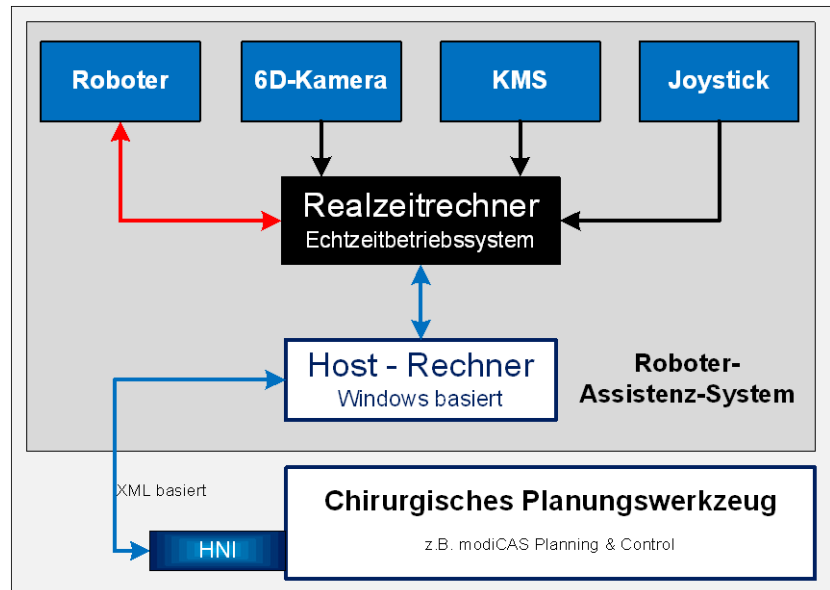 Roboter
6D-Kamera
KMS
Joystick
Realzeitrechner
Echtzeitbetriebssystem
Host - Rechner
Windows basiert
Roboter-
Assistenz-System
XML basiert
Chirurgisches Planungswerkzeug
z.B. modiCAS Planning & Control
HNI